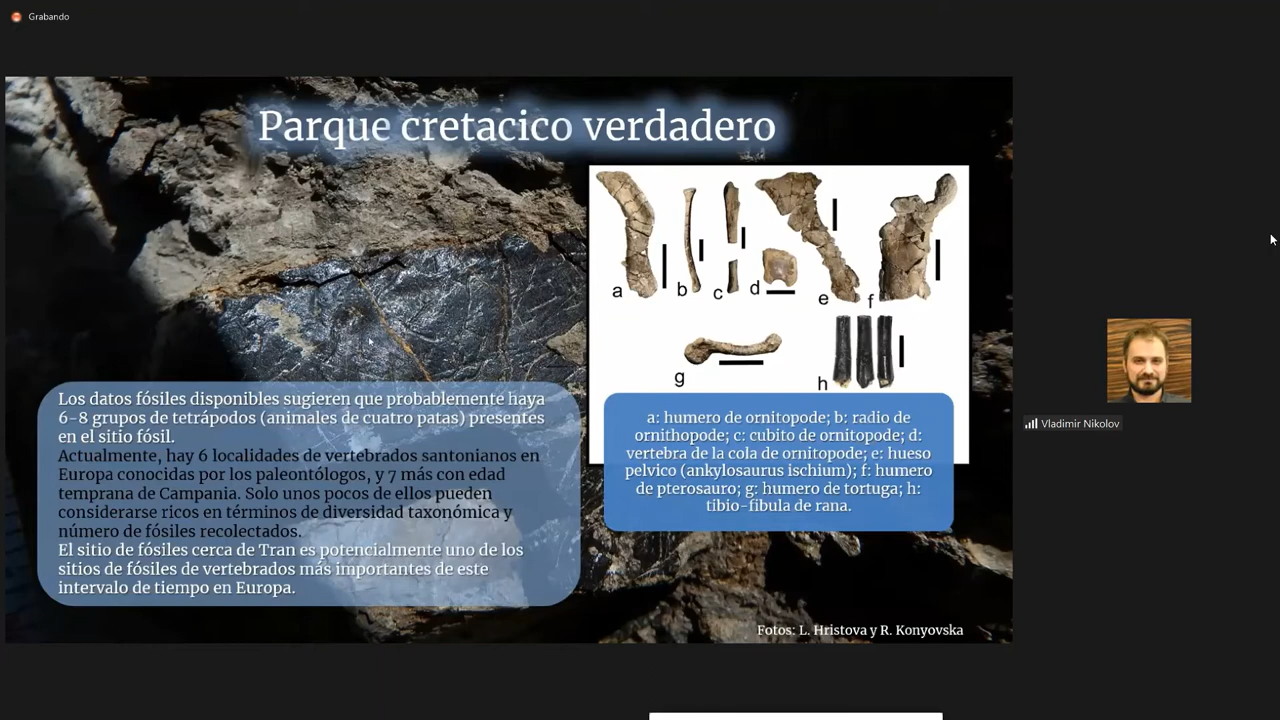 Grabando
Parque cretacico verdadero
a
b
c
d
e
f
g
h
Los datos fósiles disponibles sugieren que probablemente haya
6-8 grupos de tetrápodos (animales de cuatro patas) presentes
en el sitio fósil.
Actualmente, hay 6 localidades de vertebrados santonianos en
Europa conocidas por los paleontólogos, y 7 más con edad
temprana de Campania. Solo unos pocos de ellos pueden
considerarse ricos en términos de diversidad taxonómica y
número de fósiles recolectados.
El sitio de fósiles cerca de Tran es potencialmente uno de los
sitios de fósiles de vertebrados más importantes de este
intervalo de tiempo en Europa.
a: humero de ornitopode; b: radio de
ornithopode; c: cubito de ornitopode; d:
vertebra de la cola de ornitopode; e: hueso
pelvico (ankylosaurus ischium); f: humero
de pterosauro; g: humero de tortuga; h:
tibio-fibula de rana.
Fotos: L. Hristova y R. Konyovska
Vladimir Nikolov